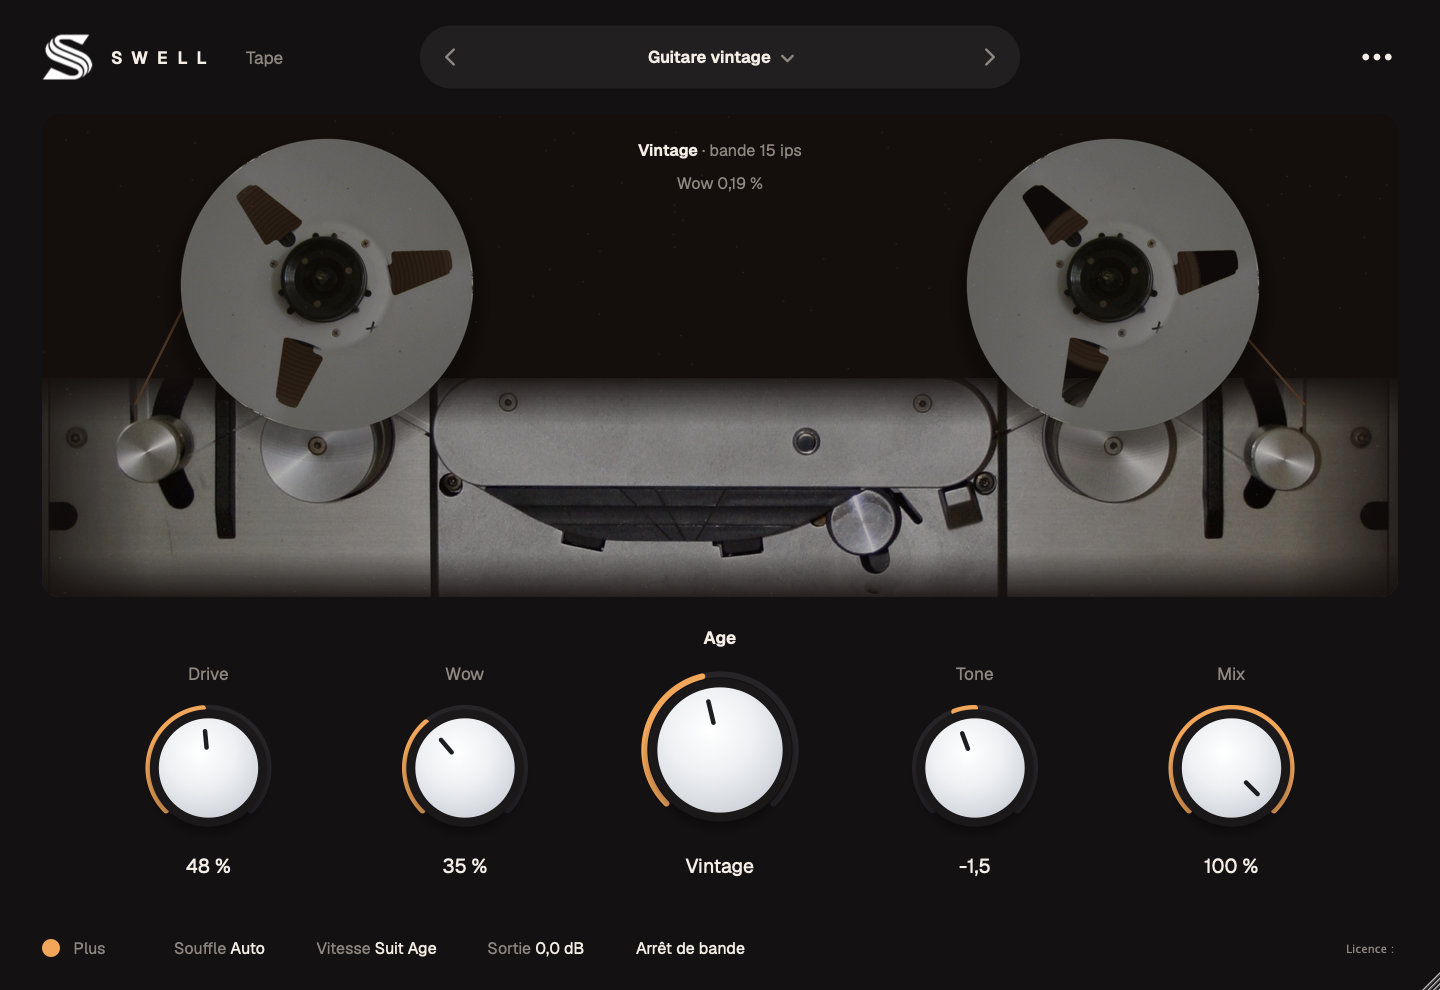 SWELL Tape
Guitare vintage
Vintage · bande 15 ips
Wow 0,19 %
Age
Drive
Wow
Tone
Mix
48 %
35 %
Vintage
-1,5
100 %
Plus
Souffle Auto
Vitesse Suit Age
Sortie 0,0 dB
Arrêt de bande
Licence :